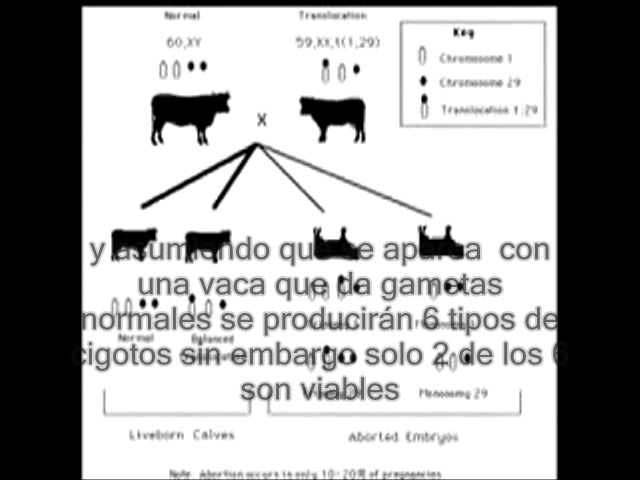 Normal
Translocation
60,XY
59,XX,t(1,29)
Key
Chromosome 1
Chromosome 29
Translocation 1;29
X
y asumiendo que se aparea con
una vaca que da gametas
normales se producirán 6 tipos de
cigotos sin embargo solo 2 de los 6
son viables
Normal
Balanced
Monosomy 29
Liveborn Calves
Aborted Embryos
Note: Abortion occurs in only 10-20% of pregnancies